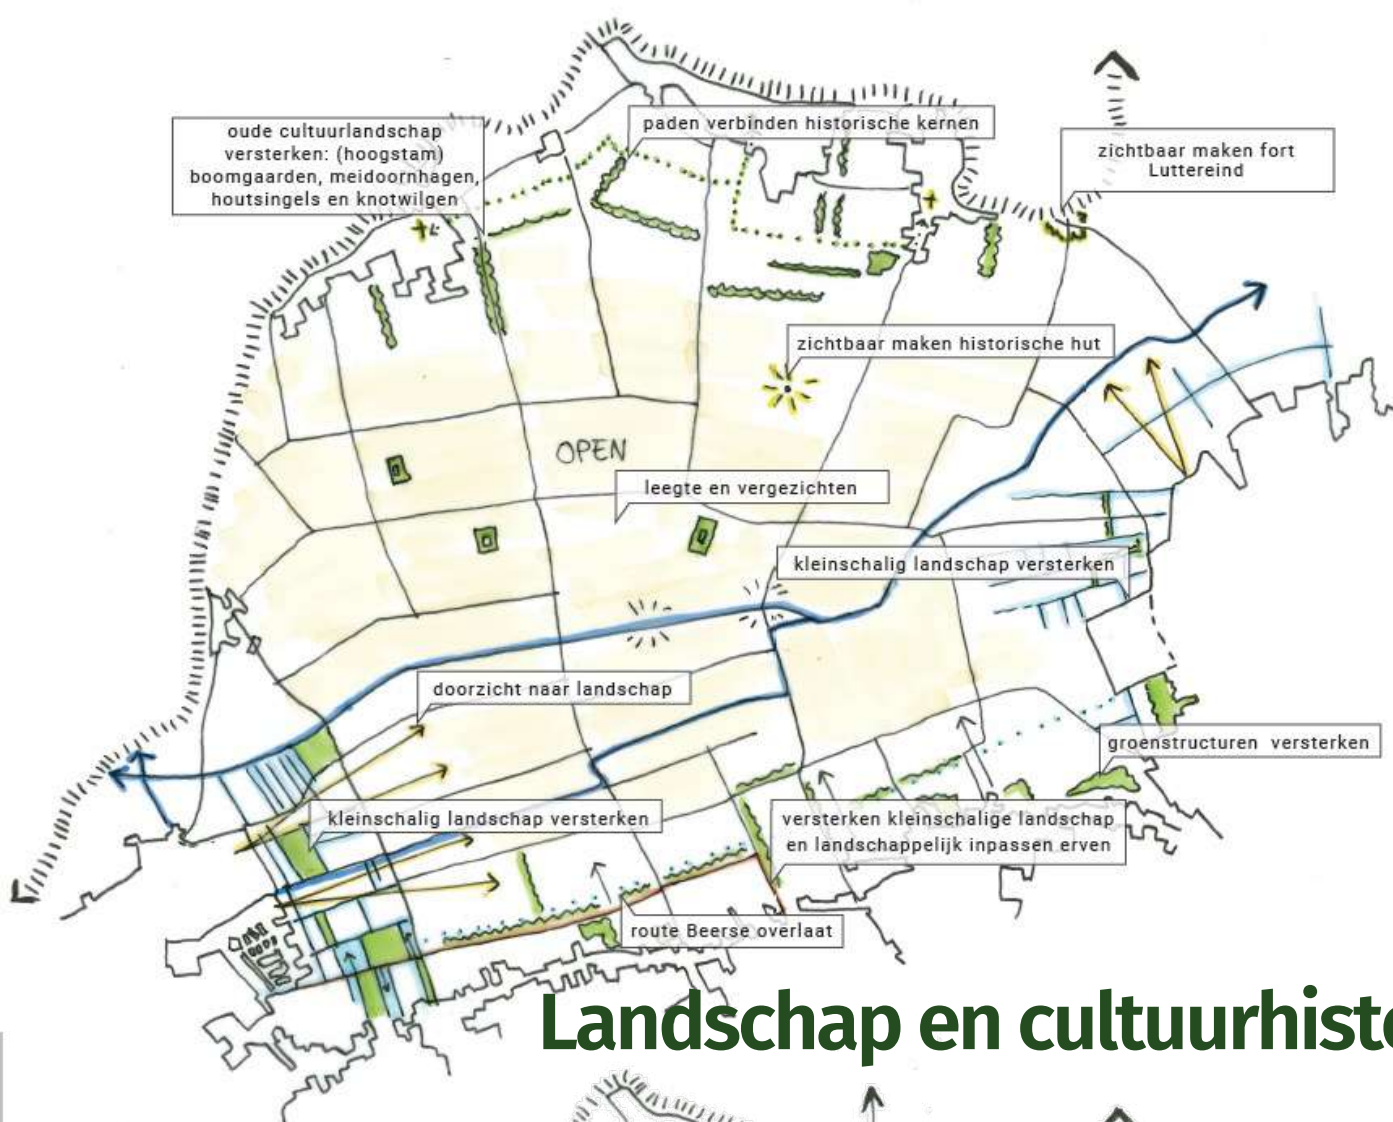 oude cultuurlandschap
versterken: (hoogstam)
boomgaarden, meidoornhagen,
houtsingels en knotwilgen
paden verbinden historische kernen
zichtbaar maken fort
Luttereind
zichtbaar maken historische hut
OPEN
leegte en vergezichten
kleinschalig landschap versterken
doorzicht naar landschap
groenstructuren versterken
kleinschalig landschap versterken
versterken kleinschalige landschap
en landschappelijk inpassen erven
route Beerse overlaat
Landschap en cultuurhist